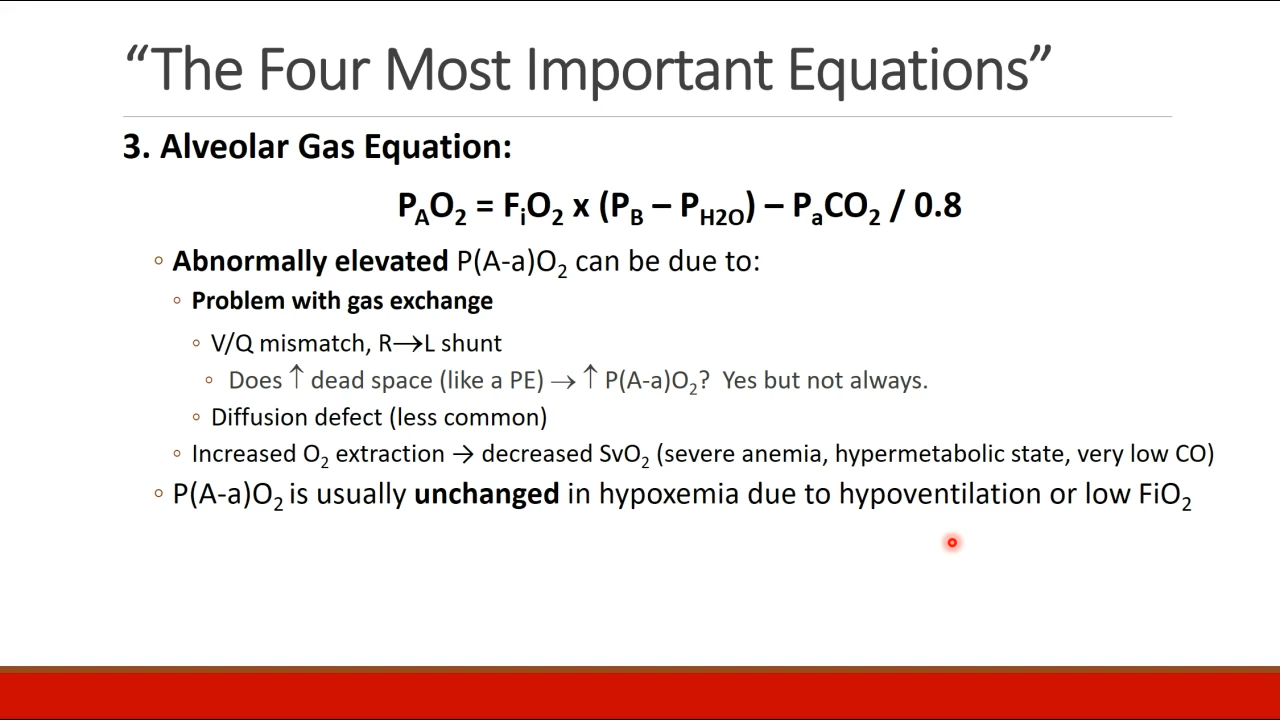 “The Four Most Important Equations”
3. Alveolar Gas Equation:
PAO2 = FiO2 x (PB – PH2O) – PaCO2 / 0.8
◦ Abnormally elevated P(A-a)O2 can be due to:
◦ Problem with gas exchange
◦ V/Q mismatch, R→L shunt
◦ Does ↑ dead space (like a PE) → ↑ P(A-a)O2? Yes but not always.
◦ Diffusion defect (less common)
◦ Increased O2 extraction → decreased SvO2 (severe anemia, hypermetabolic state, very low CO)
◦ P(A-a)O2 is usually unchanged in hypoxemia due to hypoventilation or low FiO2